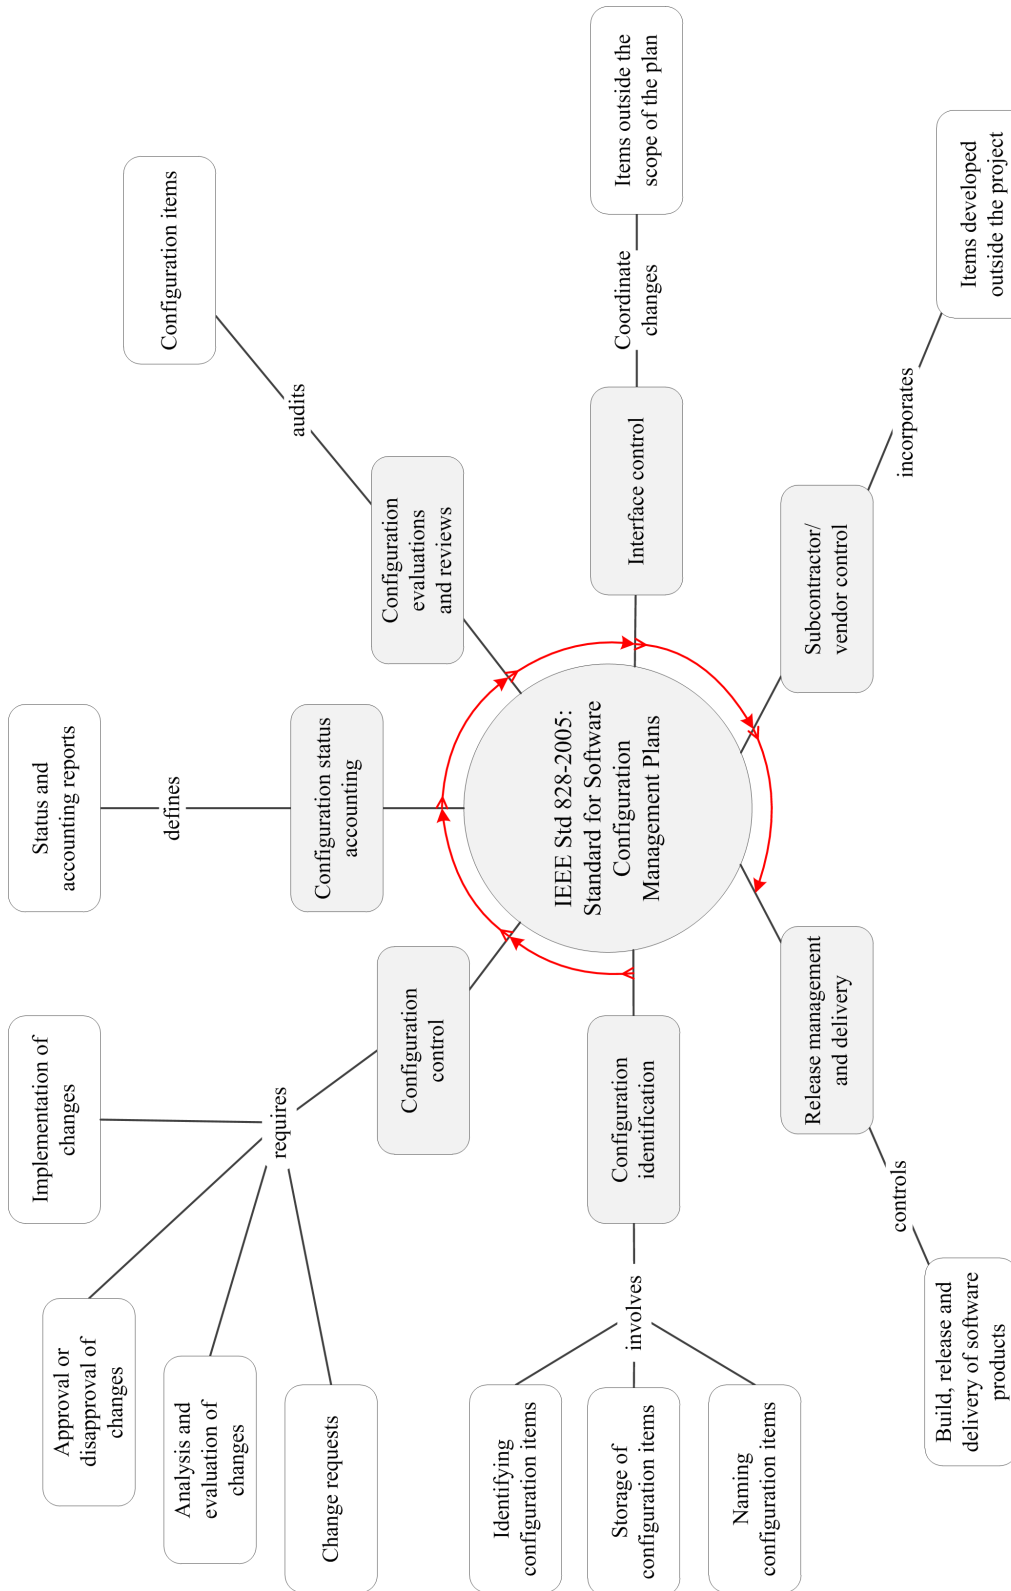 Change requests
Analysis and
evaluation of
changes
Approval or
disapproval of
changes
Implementation of
changes
requires
Configuration
control
Status and
accounting reports
defines
Configuration status
accounting
Configuration items
audits
Configuration
evaluations
and reviews
Identifying
configuration items
Storage of
configuration items
Naming
configuration items
involves
Configuration
identification
IEEE Std 828-2005:
Standard for Software
Configuration
Management Plans
Interface control
Coordinate
changes
Items outside the
scope of the plan
Build, release and
delivery of software
products
controls
Release management
and delivery
Subcontractor/
vendor control
incorporates
Items developed
outside the project